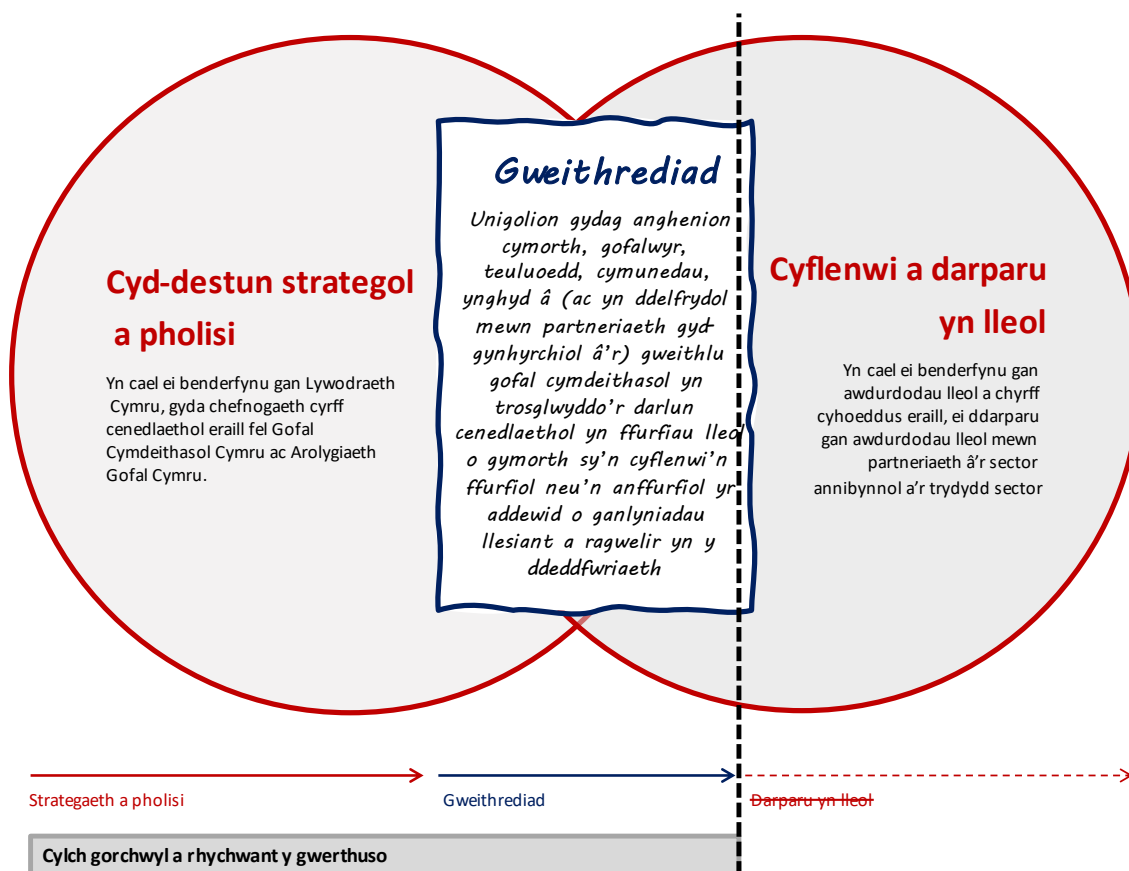 Gweithrediad
Unigolion gydag anghenion
cymorth, gofalwyr,
teuluoedd, cymunedau,
ynghyd â (ac yn ddelfrydol
mewn partneriaeth gyd-
gynhyrchiol â'r) gweithlu
gofal cymdeithasol yn
trosglwyddo'r darlun
cenedlaethol yn ffurfiau lleol
o gymorth sy'n cyflenwi'n
ffurfiol neu'n anffurfiol yr
addewid o ganlyniadau
llesiant a ragwelir yn y
ddeddfwriaeth
Cyd-destun strategol
a pholisi
Yn cael ei benderfynu gan Lywodraeth
Cymru, gyda chefnogaeth cyrff
cenedlaethol eraill fel Gofal
Cymdeithasol Cymru ac Arolygiaeth
Gofal Cymru.
Cyflenwi a darparu
yn lleol
Yn cael ei benderfynu gan
awdurdodau lleol a chyrff
cyhoeddus eraill, ei ddarparu
gan awdurdodau lleol mewn
partneriaeth â'r sector
annibynnol a'r trydydd sector
Strategaeth a pholisi
Gweithrediad
Darparu yn lleol
Cylch gorchwyl a rhychwant y gwerthuso